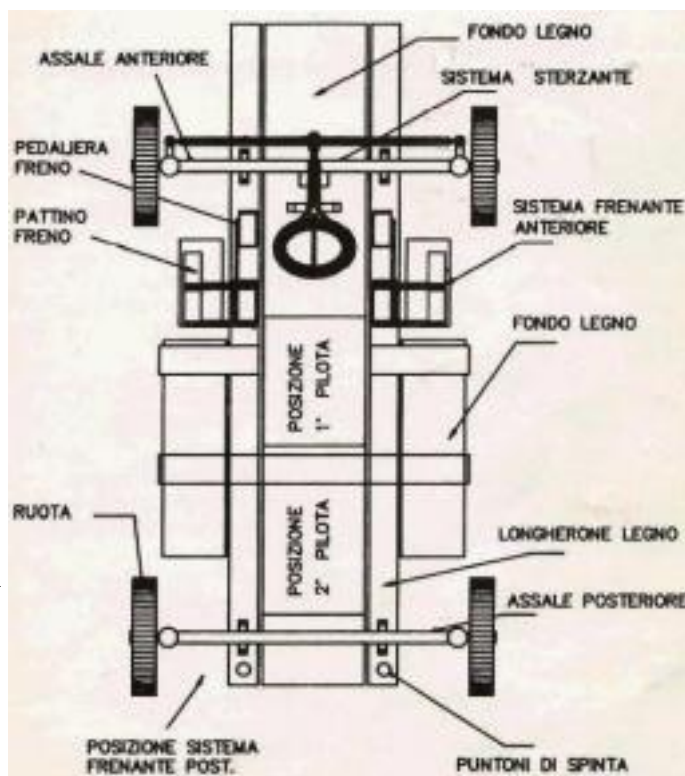 FONDO LEGNO
ASSALE ANTERIORE
SISTEMA STERZANTE
PEDALIERA
FRENO
PATTINO
FRENO
SISTEMA FRENANTE
ANTERIORE
FONDO LEGNO
POSIZIONE
1° PILOTA
RUOTA
POSIZIONE
2° PILOTA
LONGHERONE LEGNO
ASSALE POSTERIORE
POSIZIONE SISTEMA
FRENANTE POST.
PUNTONI DI SPINTA